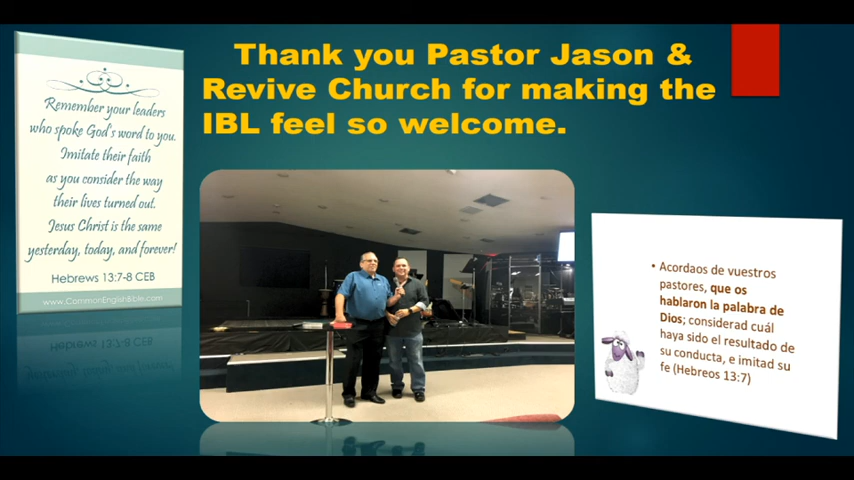 Thank you Pastor Jason &
Revive Church for making the
IBL feel so welcome.
Remember your leaders
who spoke God's word to you.
Imitate their faith
as you consider the way
their lives turned out.
Jesus Christ is the same
yesterday, today, and forever!
Hebrews 13:7-8 CEB
www.CommonEnglishBible.com
• Acordaos de vuestros
pastores, que os
hablaron la palabra de
Dios; considerad cuál
haya sido el resultado de
su conducta, e imitad su
fe (Hebreos 13:7)